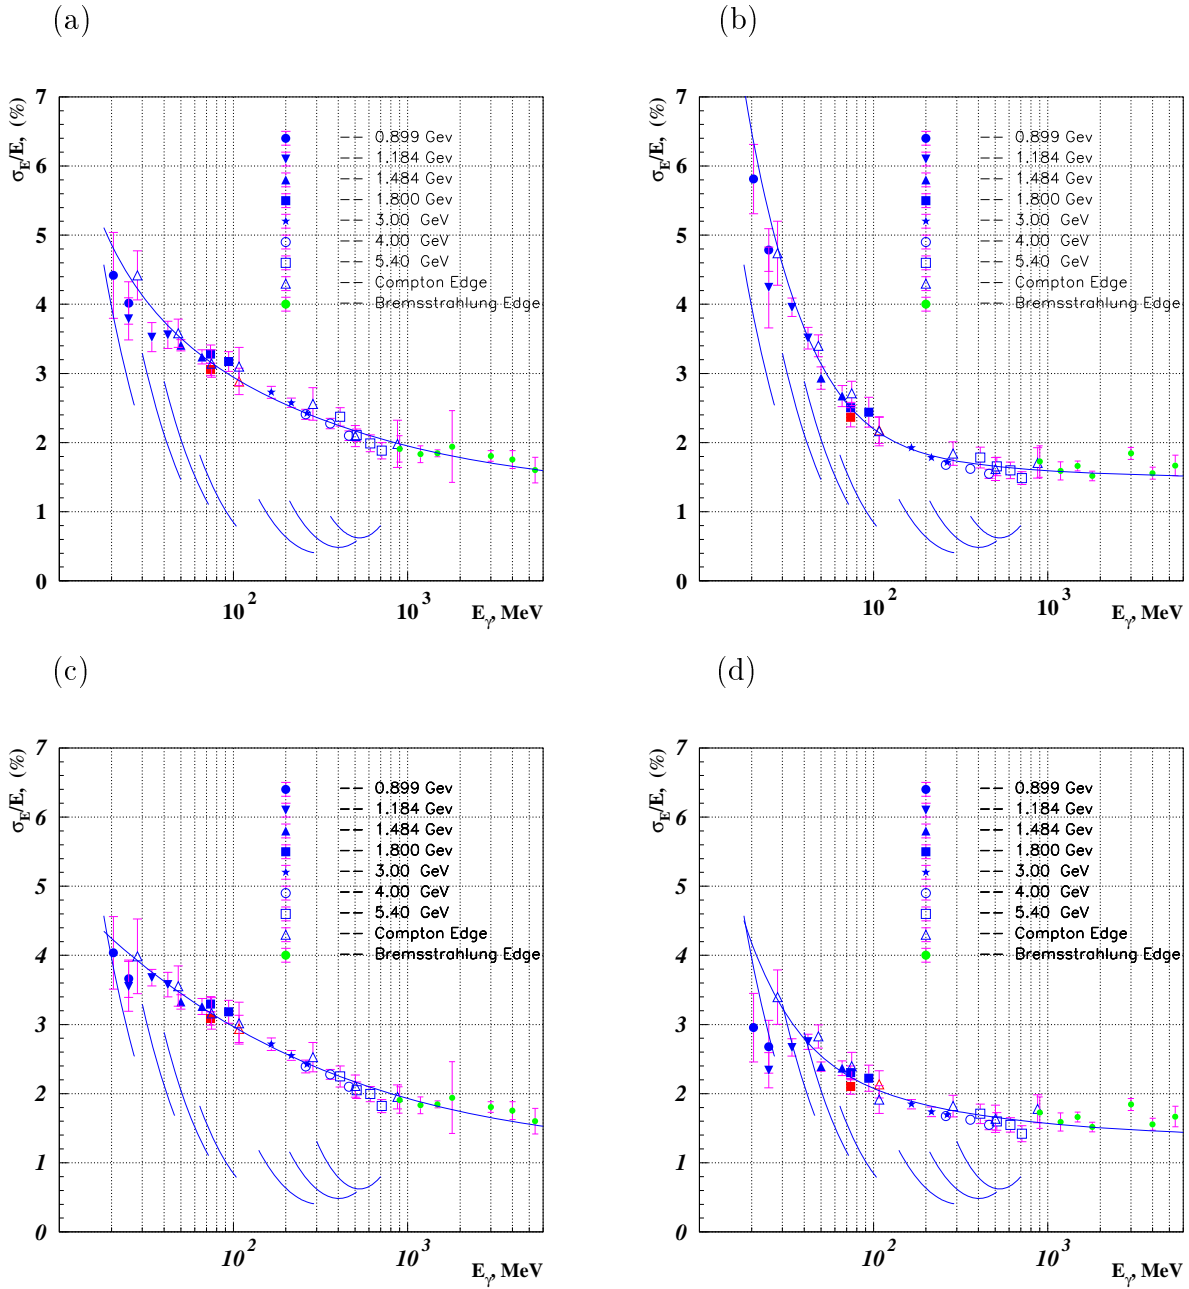 (a)
(b)
σ_E/E, (%)
7
6
5
4
3
2
1
0
10^2
10^3
E_γ, MeV
0.899 Gev
1.184 Gev
1.484 Gev
1.800 Gev
3.00 GeV
4.00 GeV
5.40 GeV
Compton Edge
Bremsstrahlung Edge
σ_E/E, (%)
7
6
5
4
3
2
1
0
10^2
10^3
E_γ, MeV
0.899 Gev
1.184 Gev
1.484 Gev
1.800 Gev
3.00 GeV
4.00 GeV
5.40 GeV
Compton Edge
Bremsstrahlung Edge
(c)
(d)
σ_E/E, (%)
7
6
5
4
3
2
1
0
10^2
10^3
E_γ, MeV
0.899 Gev
1.184 Gev
1.484 Gev
1.800 Gev
3.00 GeV
4.00 GeV
5.40 GeV
Compton Edge
Bremsstrahlung Edge
σ_E/E, (%)
7
6
5
4
3
2
1
0
10^2
10^3
E_γ, MeV
0.899 Gev
1.184 Gev
1.484 Gev
1.800 Gev
3.00 GeV
4.00 GeV
5.40 GeV
Compton Edge
Bremsstrahlung Edge